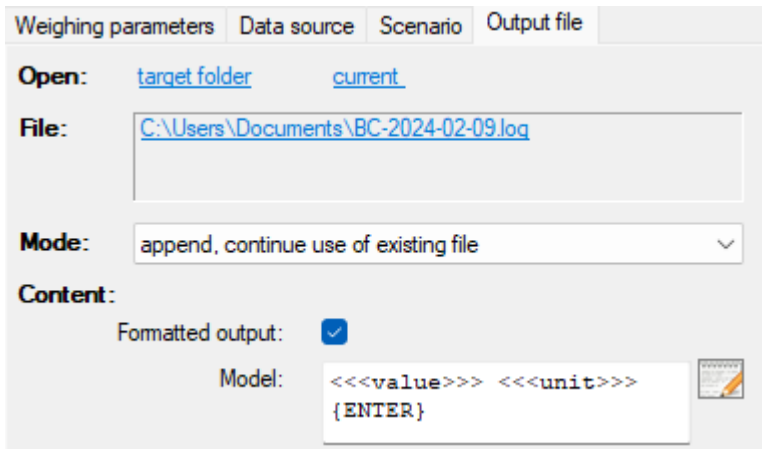 Weighing parameters Data source Scenario Output file
Open: target folder current
File: C:\Users\Documents\BC-2024-02-09.log
Mode: append, continue use of existing file
Content:
Formatted output:
Model: <<<value>>> <<<unit>>>
{ENTER}